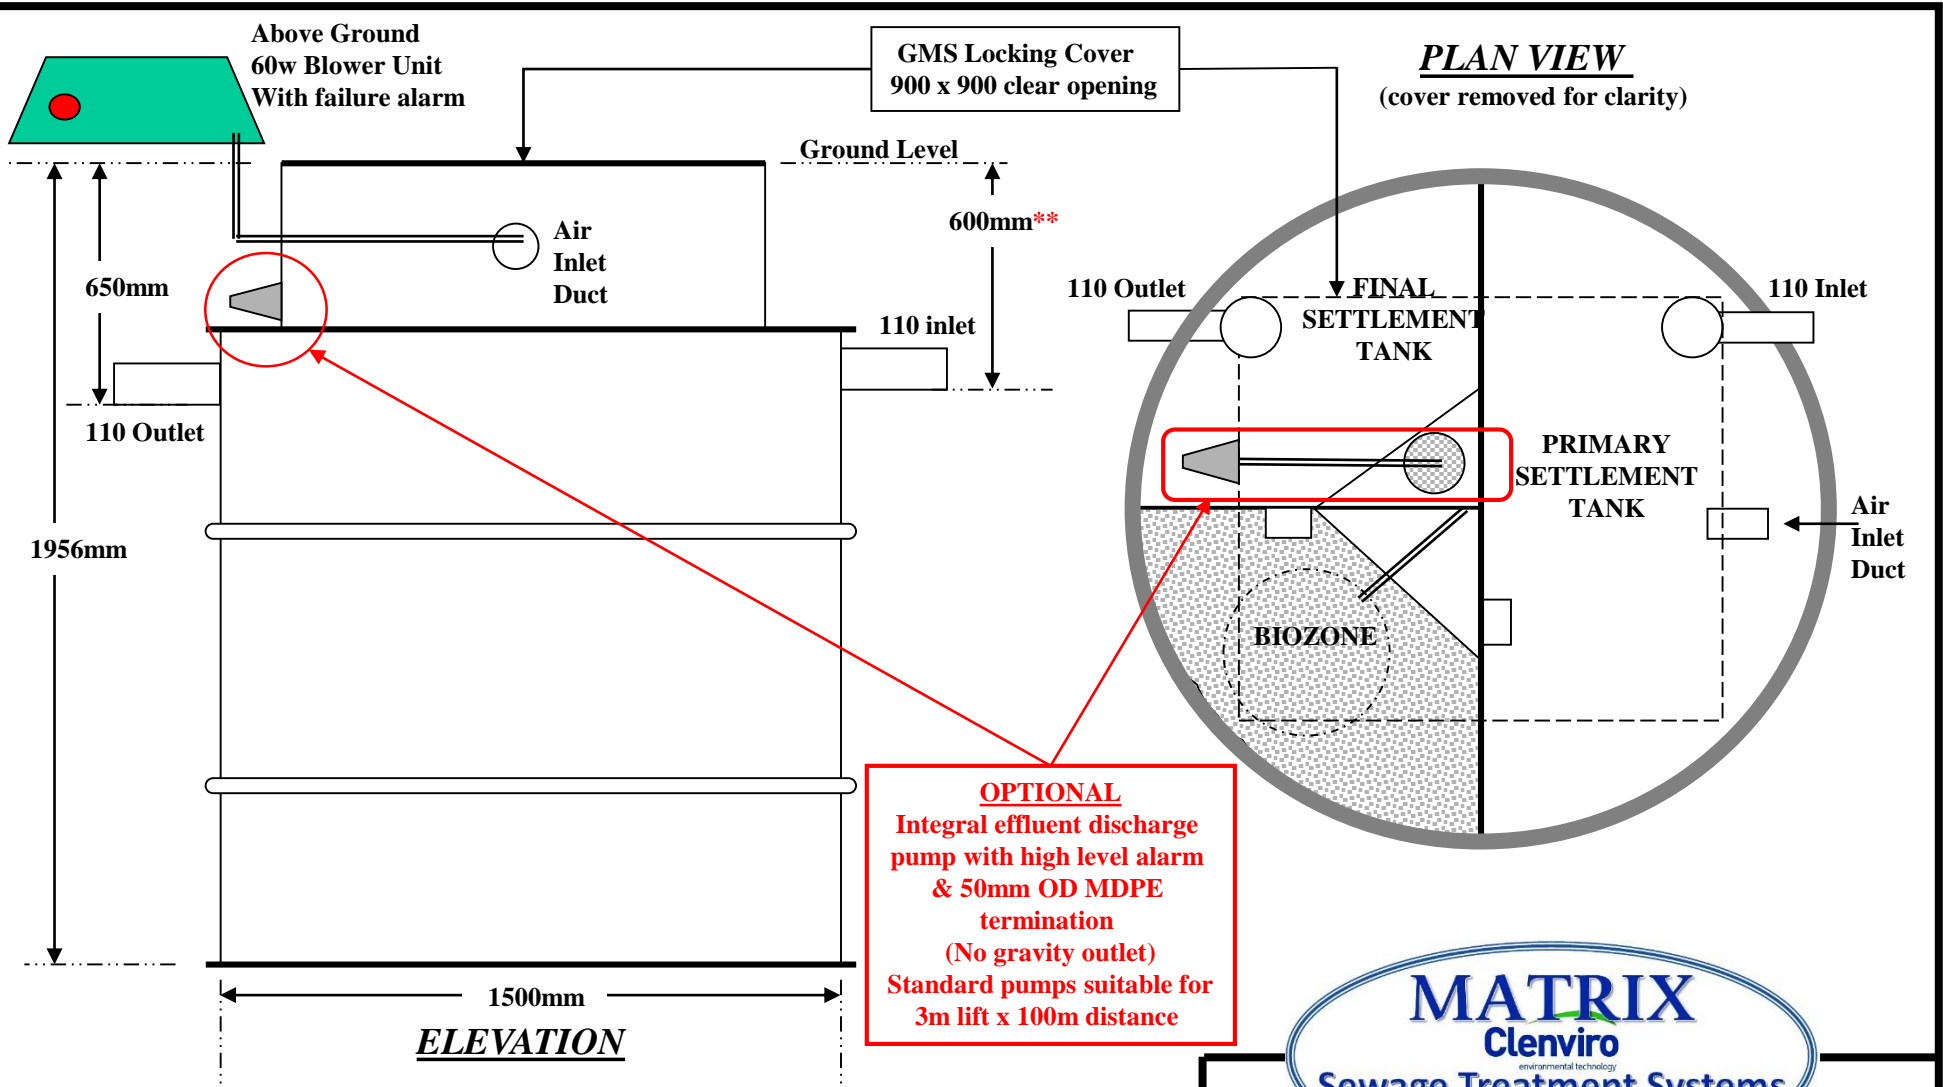 Above Ground
60w Blower Unit
With failure alarm
GMS Locking Cover
900 x 900 clear opening
PLAN VIEW
(cover removed for clarity)
Ground Level
600mm**
Air
Inlet
Duct
650mm
110 inlet
110 Outlet
1956mm
1500mm
ELEVATION
110 Outlet
FINAL
SETTLEMENT
TANK
110 Inlet
PRIMARY
SETTLEMENT
TANK
Air
Inlet
Duct
BIOZONE
OPTIONAL
Integral effluent discharge
pump with high level alarm
& 50mm OD MDPE
termination
(No gravity outlet)
Standard pumps suitable for
3m lift x 100m distance
MATRIX
Clenviro
environmental technology
Sewage Treatment Systems